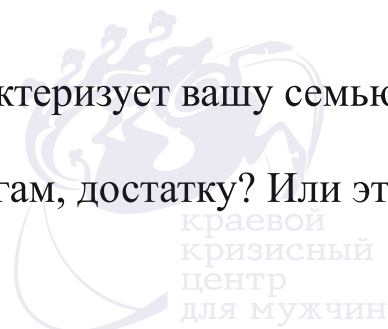 ктеризует вашу семью
гам, достатку? Или эт
краевой
кризисный
центр
для мужчин